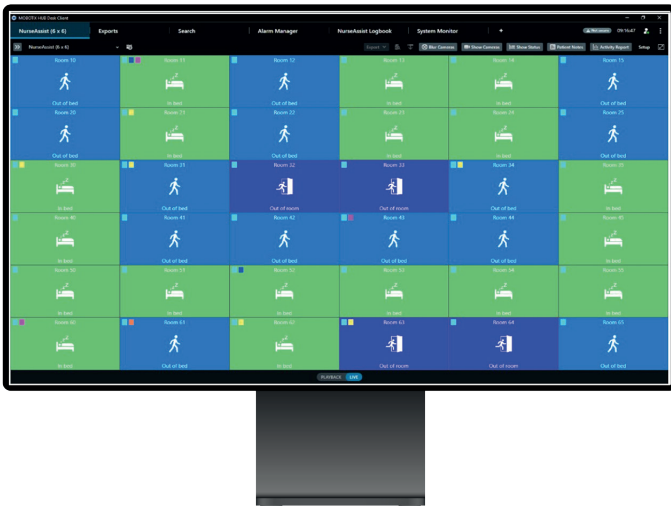 MOBOTIX HUB Desk Client
NurseAssist (6 x 6) Exports Search Alarm Manager NurseAssist Logbook System Monitor +
NurseAssist (6 x 6) Export Blur Cameras Show Cameras Show Status Patient Notes Activity Report Setup
Room 10 Room 11 Room 12 Room 13 Room 14 Room 15
Out of bed In bed Out of bed In bed In bed Out of bed
Room 20 Room 21 Room 22 Room 23 Room 24 Room 25
Out of bed In bed Out of bed In bed In bed Out of bed
Room 30 Room 31 Room 32 Room 33 Room 34 Room 35
In bed Out of bed Out of room Out of room Out of bed In bed
Room 40 Room 41 Room 42 Room 43 Room 44 Room 45
In bed Out of bed Out of bed Out of bed Out of bed In bed
Room 50 Room 51 Room 52 Room 53 Room 54 Room 55
In bed In bed In bed In bed In bed In bed
Room 60 Room 61 Room 62 Room 63 Room 64 Room 65
In bed Out of bed In bed Out of room Out of room Out of bed
PLAYBACK LIVE